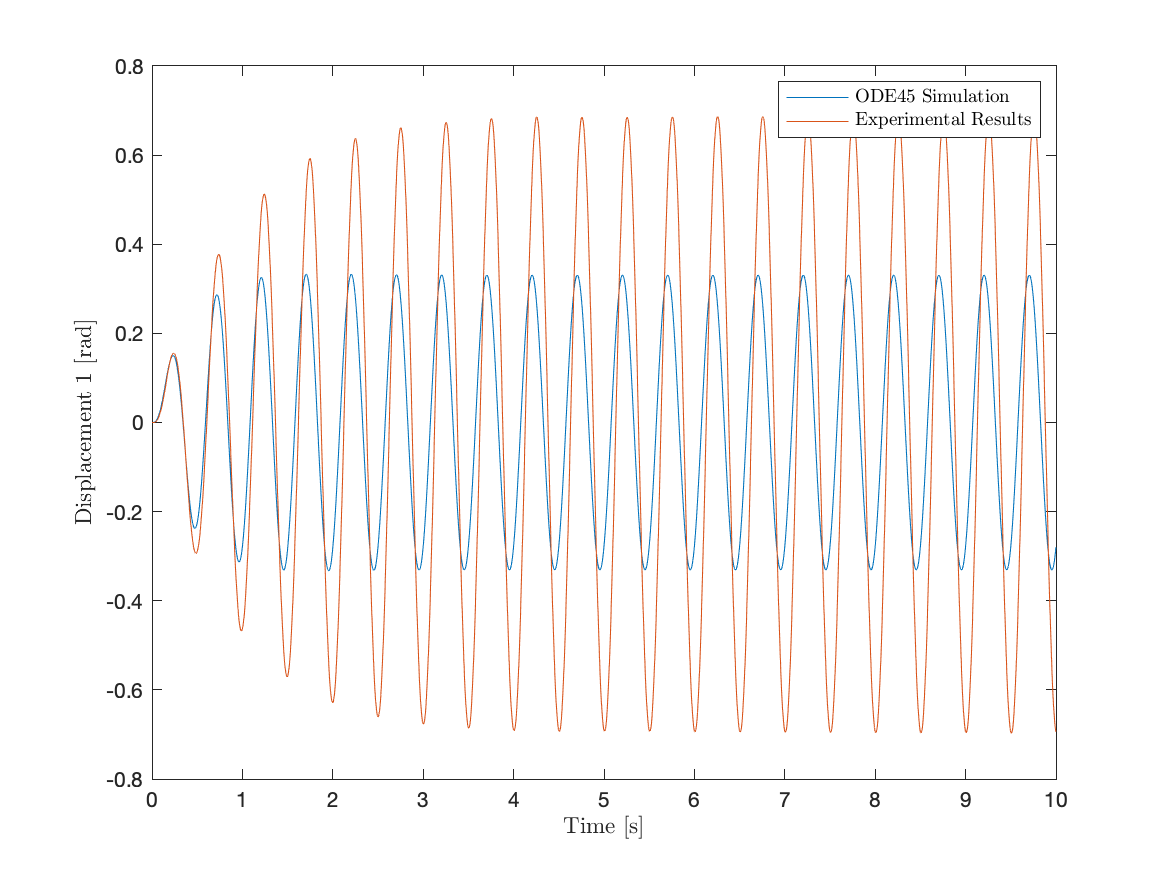 0.8
0.6
0.4
0.2
0
-0.2
-0.4
-0.6
-0.8
Displacement 1 [rad]
ODE45 Simulation
Experimental Results
0 1 2 3 4 5 6 7 8 9 10
Time [s]